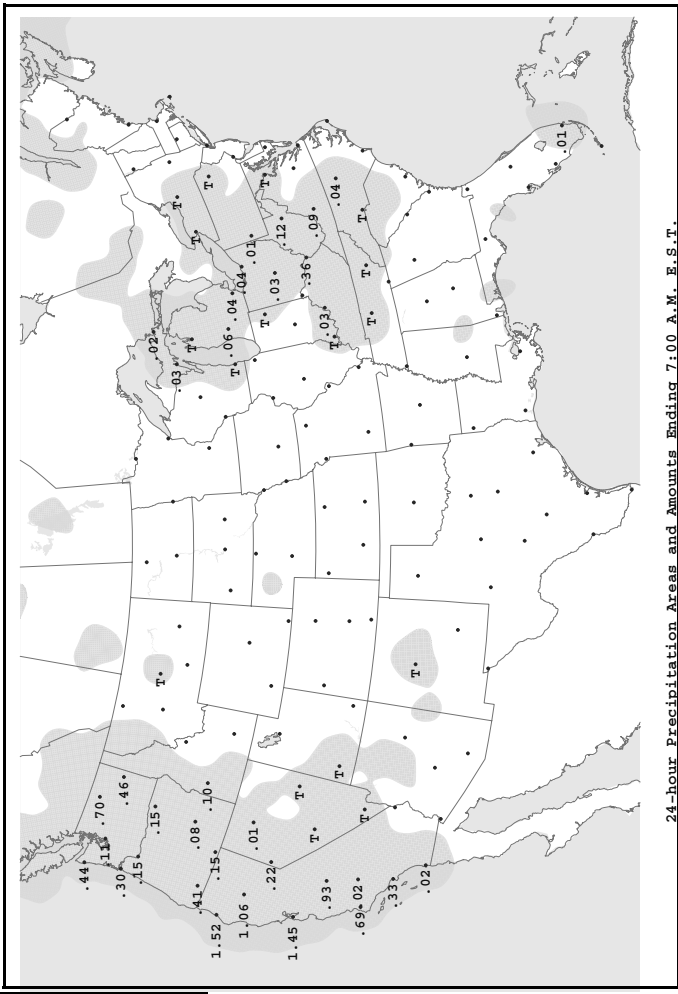 .44
.70
.11
.30
.46
.15
.15
.02
T
.03
T
T
.08
T
.41
T
.10
1.52
.15
.06
.04
T
.04
1.06
.01
.01
T
T
.22
.03
.12
1.45
T
.36
.09
T
.03
.93
T
.04
T
.02
.69
T
T
T
T
.33
T
.02
.01
24-hour Precipitation Areas and Amounts Ending 7:00 A.M. E.S.T.